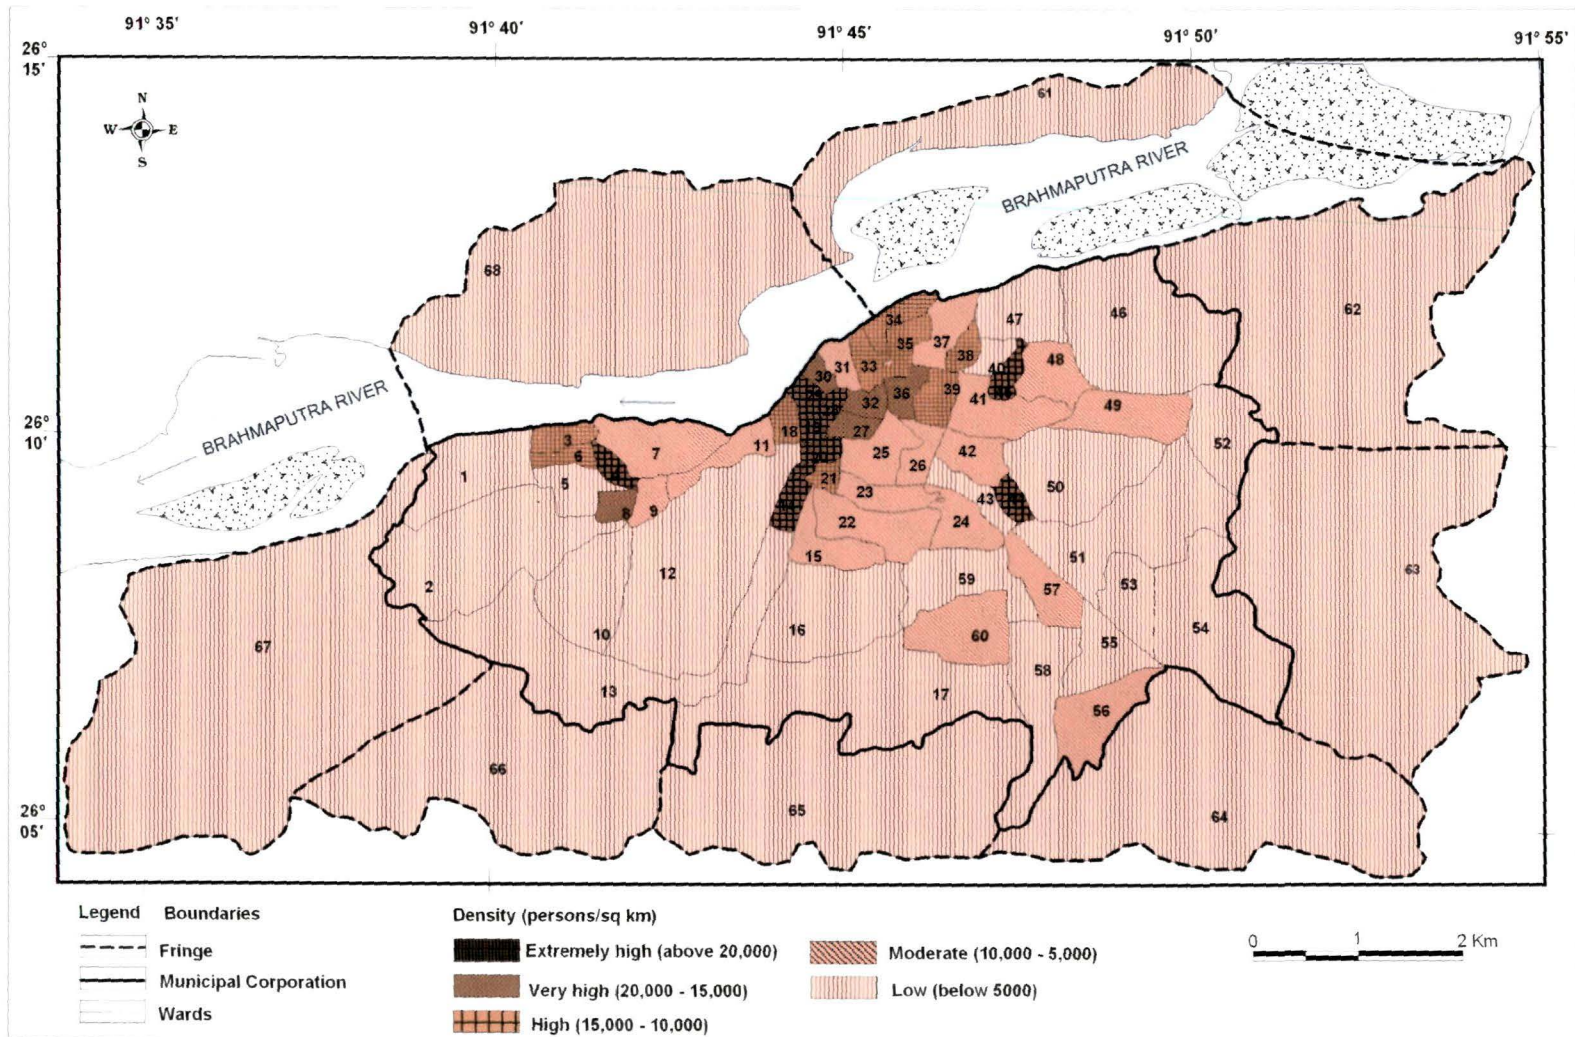 91° 35′ 91° 40′ 91° 45′ 91° 50′ 91° 55′
26°
15′
N
W E
S
61
BRAHMAPUTRA RIVER
68
62
34 47 46
35 37
38 40 48
31 33
30
36 39 41 49
32
BRAHMAPUTRA RIVER
26°
10′
3 7 11 18 27
6 25 42 52
1 5 26
21 23 43 50
8 9
22 24
15 51
2 12 59 57 53 63
10 16 60 54
67 55
58
13 17
56
66
65 64
26°
05′
Legend Boundaries
Fringe
Municipal Corporation
Wards
Density (persons/sq km)
Extremely high (above 20,000)
Very high (20,000 - 15,000)
High (15,000 - 10,000)
Moderate (10,000 - 5,000)
Low (below 5000)
0 1 2 Km